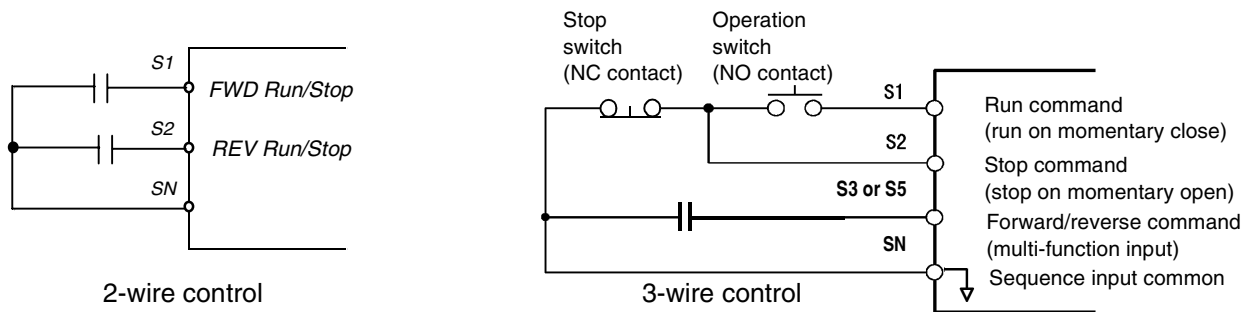 S1
FWD Run/Stop
S2
REV Run/Stop
SN
2-wire control
Stop
switch
(NC contact)
Operation
switch
(NO contact)
S1
Run command
(run on momentary close)
S2
Stop command
(stop on momentary open)
S3 or S5
Forward/reverse command
(multi-function input)
SN
Sequence input common
3-wire control